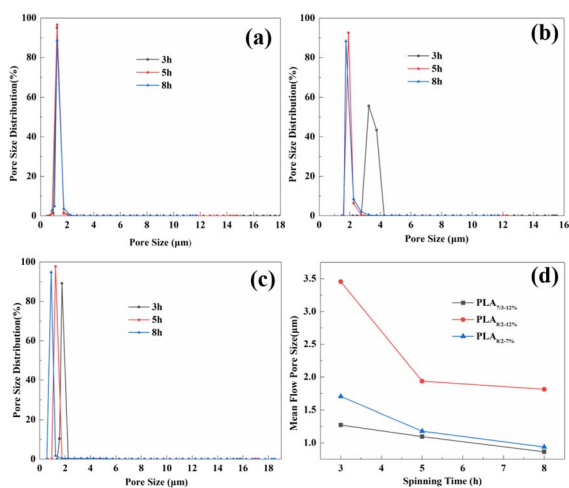 (a)
3h
5h
8h
Pore Size Distribution(%)
100
80
60
40
20
0
0 2 4 6 8 10 12 14 16 18
Pore Size (μm)
(b)
3h
5h
8h
Pore Size Distribution(%)
100
80
60
40
20
0
0 2 4 6 8 10 12 14 16
Pore Size (μm)
(c)
3h
5h
8h
Pore Size Distribution(%)
100
80
60
40
20
0
0 2 4 6 8 10 12 14 16 18
Pore Size (μm)
(d)
PLA7/3-12%
PLA8/2-12%
PLA8/2-7%
Mean Flow Pore Size(μm)
3.5
3.0
2.5
2.0
1.5
1.0
3 4 5 6 7 8
Spinning Time (h)